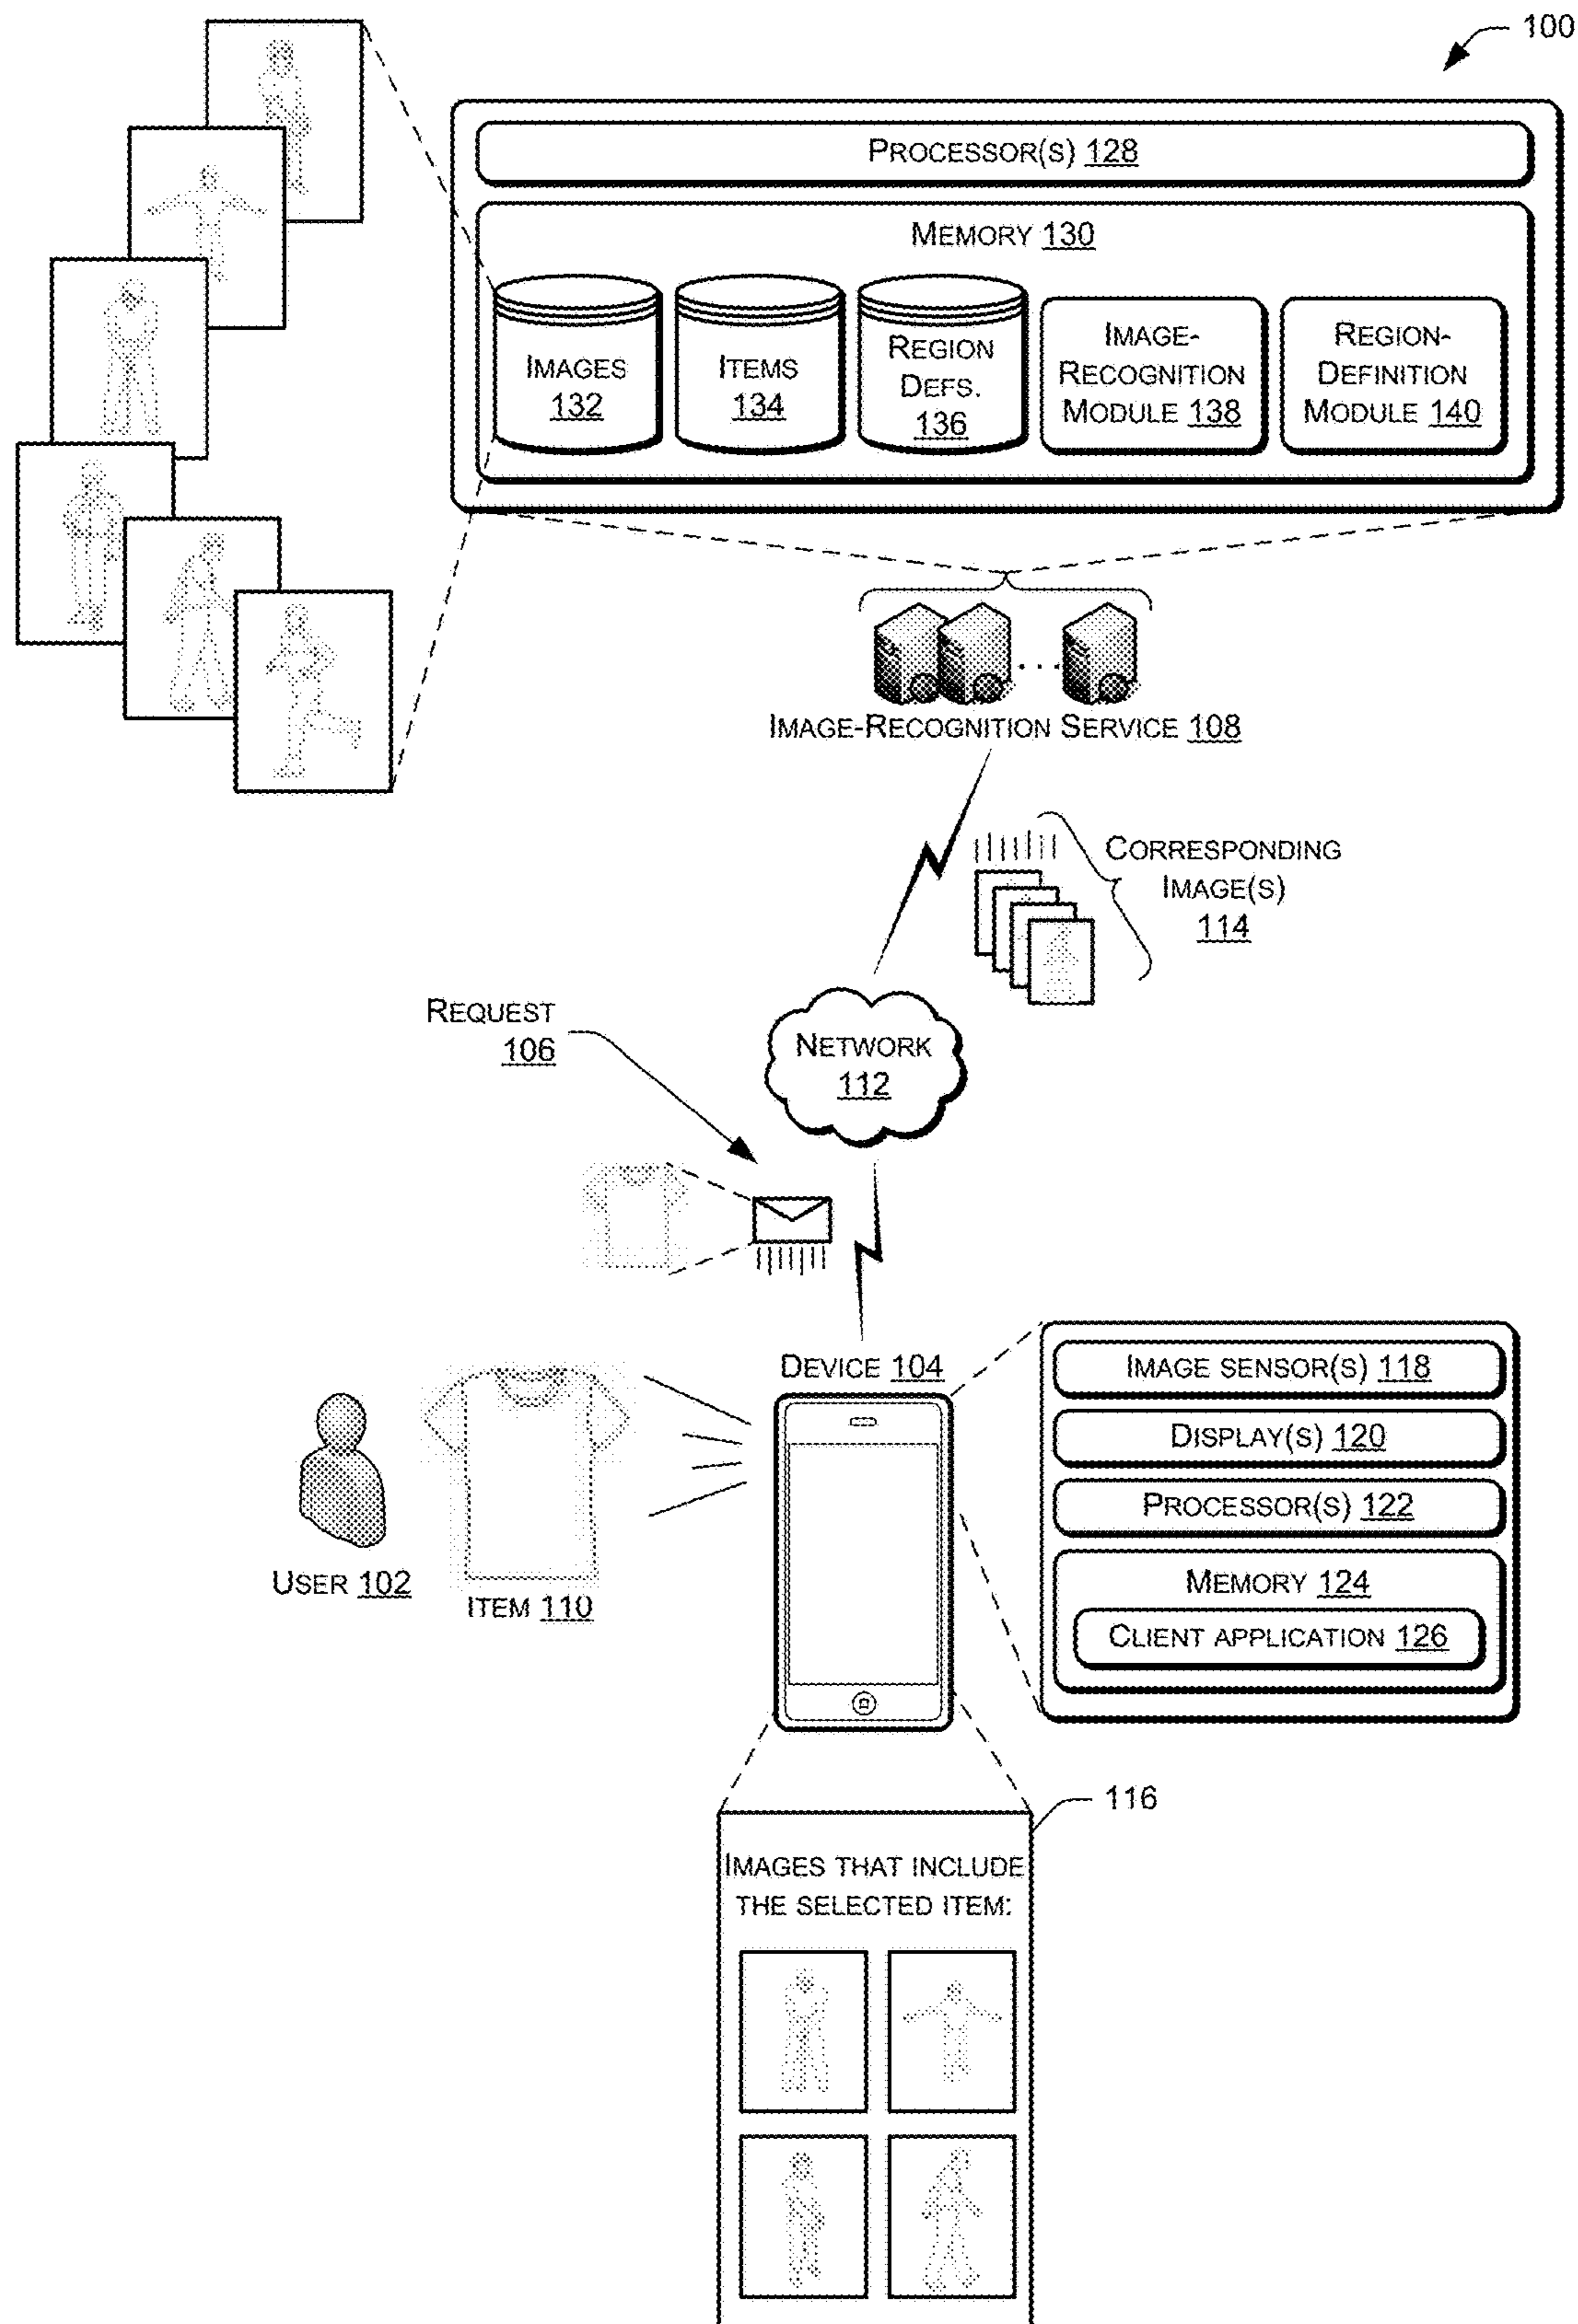 100
PROCESSOR(S) 128
MEMORY 130
IMAGES
132
ITEMS
134
REGION
DEFS.
136
IMAGE-
RECOGNITION
MODULE 138
REGION-
DEFINITION
MODULE 140
IMAGE-RECOGNITION SERVICE 108
CORRESPONDING
IMAGE(S)
114
REQUEST
106
NETWORK
112
DEVICE 104
USER 102
ITEM 110
IMAGE SENSOR(S) 118
DISPLAY(S) 120
PROCESSOR(S) 122
MEMORY 124
CLIENT APPLICATION 126
116
IMAGES THAT INCLUDE
THE SELECTED ITEM: